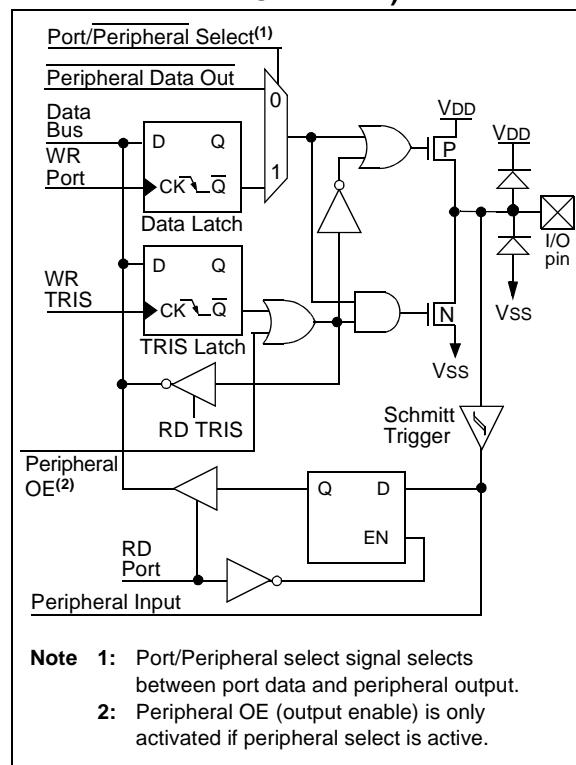 Port/Peripheral Select(1)
Peripheral Data Out
Data
Bus
WR
Port
D Q
CK Q
Data Latch
0
1
VDD
P
VDD
I/O
pin
D Q
CK Q
TRIS Latch
WR
TRIS
N
VSS
VSS
RD TRIS
Schmitt
Trigger
Peripheral
OE(2)
Q D
EN
RD
Port
Peripheral Input
Note 1: Port/Peripheral select signal selects
between port data and peripheral output.
2: Peripheral OE (output enable) is only
activated if peripheral select is active.